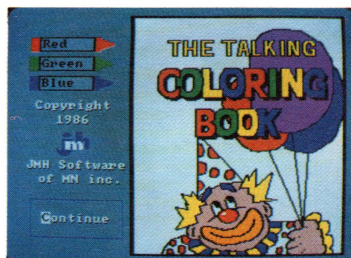 Red
Green
Blue
Copyright
1986
jmh
JMH Software
of MN inc.
Continue
THE TALKING
COLORING
BOOK